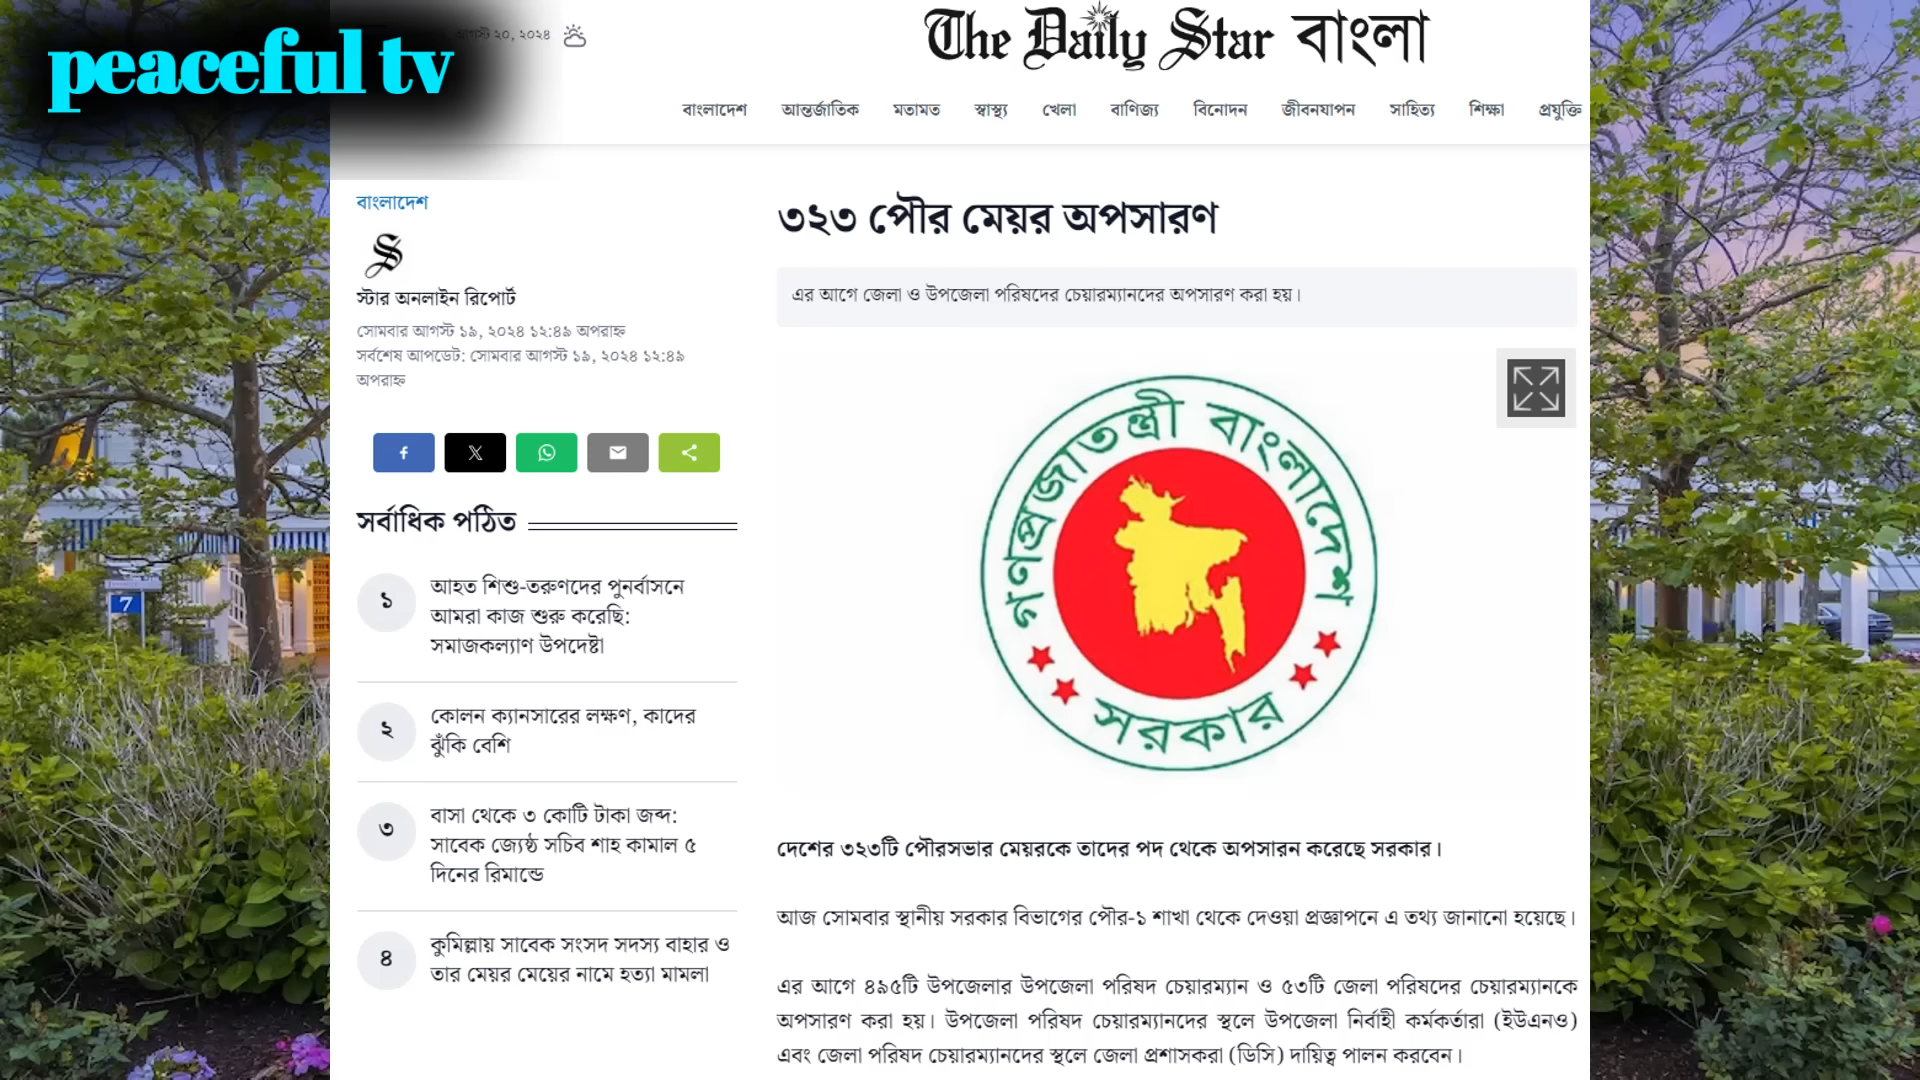 peaceful tv
২০, ২০২৪
The Daily Star বাংলা
বাংলাদেশ আন্তর্জাতিক মতামত স্বাস্থ্য খেলা বাণিজ্য বিনোদন জীবনযাপন সাহিত্য শিক্ষা প্রযুক্তি
বাংলাদেশ
S
স্টার অনলাইন রিপোর্ট
সোমবার আগস্ট ১৯, ২০২৪ ১২:৪৯ অপরাহ্ন
সর্বশেষ আপডেট: সোমবার আগস্ট ১৯, ২০২৪ ১২:৪৯
অপরাহ্ন
সর্বাধিক পঠিত
১
আহত শিশু-তরুণদের পুনর্বাসনে
আমরা কাজ শুরু করেছি:
সমাজকল্যাণ উপদেষ্টা
২
কোলন ক্যানসারের লক্ষণ, কাদের
ঝুঁকি বেশি
৩
বাসা থেকে ৩ কোটি টাকা জব্দ:
সাবেক জ্যেষ্ঠ সচিব শাহ কামাল ৫
দিনের রিমান্ডে
৪
কুমিল্লায় সাবেক সংসদ সদস্য বাহার ও
তার মেয়র মেয়ের নামে হত্যা মামলা
৩২৩ পৌর মেয়র অপসারণ
এর আগে জেলা ও উপজেলা পরিষদের চেয়ারম্যানদের অপসারণ করা হয়।
গণপ্রজাতন্ত্রী বাংলাদেশ
সরকার
দেশের ৩২৩টি পৌরসভার মেয়রকে তাদের পদ থেকে অপসারন করেছে সরকার।
আজ সোমবার স্থানীয় সরকার বিভাগের পৌর-১ শাখা থেকে দেওয়া প্রজ্ঞাপনে এ তথ্য জানানো হয়েছে।
এর আগে ৪৯৫টি উপজেলার উপজেলা পরিষদ চেয়ারম্যান ও ৫৩টি জেলা পরিষদের চেয়ারম্যানকে
অপসারণ করা হয়। উপজেলা পরিষদ চেয়ারম্যানদের স্থলে উপজেলা নির্বাহী কর্মকর্তারা (ইউএনও)
এবং জেলা পরিষদ চেয়ারম্যানদের স্থলে জেলা প্রশাসকরা (ডিসি) দায়িত্ব পালন করবেন।
7